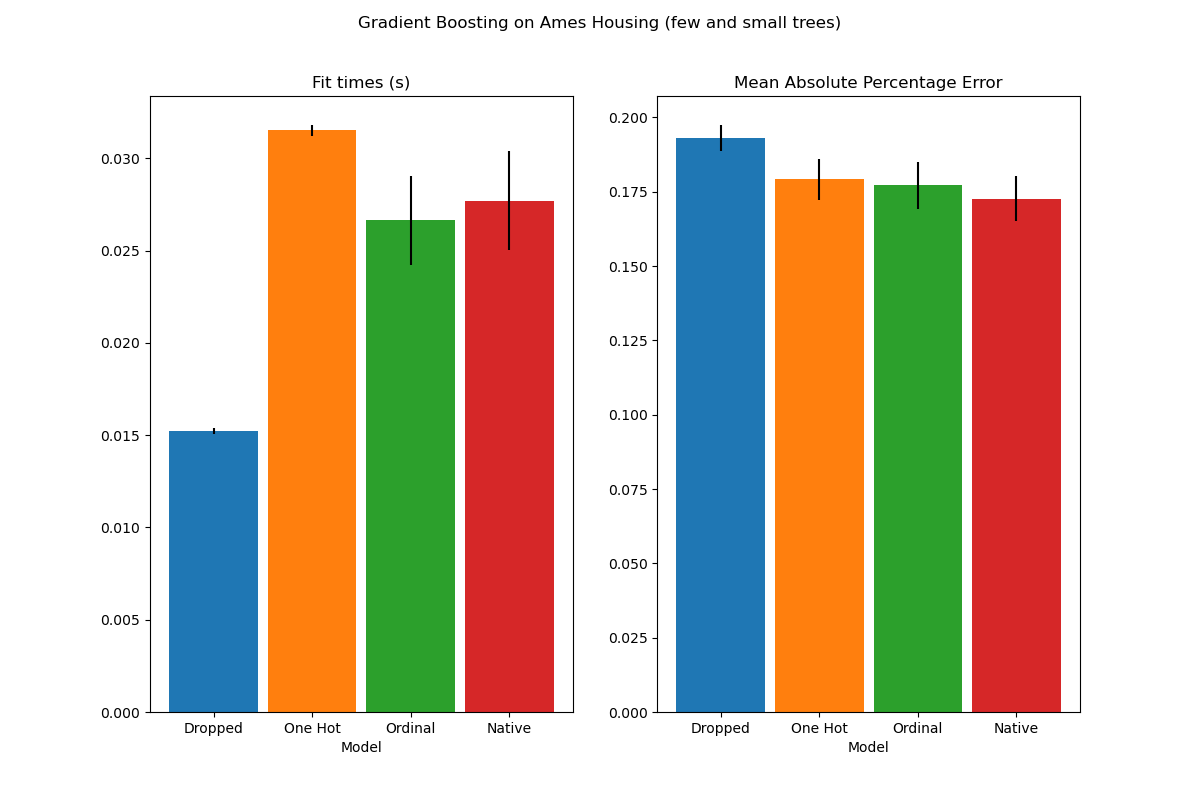 Gradient Boosting on Ames Housing (few and small trees)
Fit times (s)
0.030
0.025
0.020
0.015
0.010
0.005
0.000
Dropped One Hot Ordinal Native
Model
Mean Absolute Percentage Error
0.200
0.175
0.150
0.125
0.100
0.075
0.050
0.025
0.000
Dropped One Hot Ordinal Native
Model